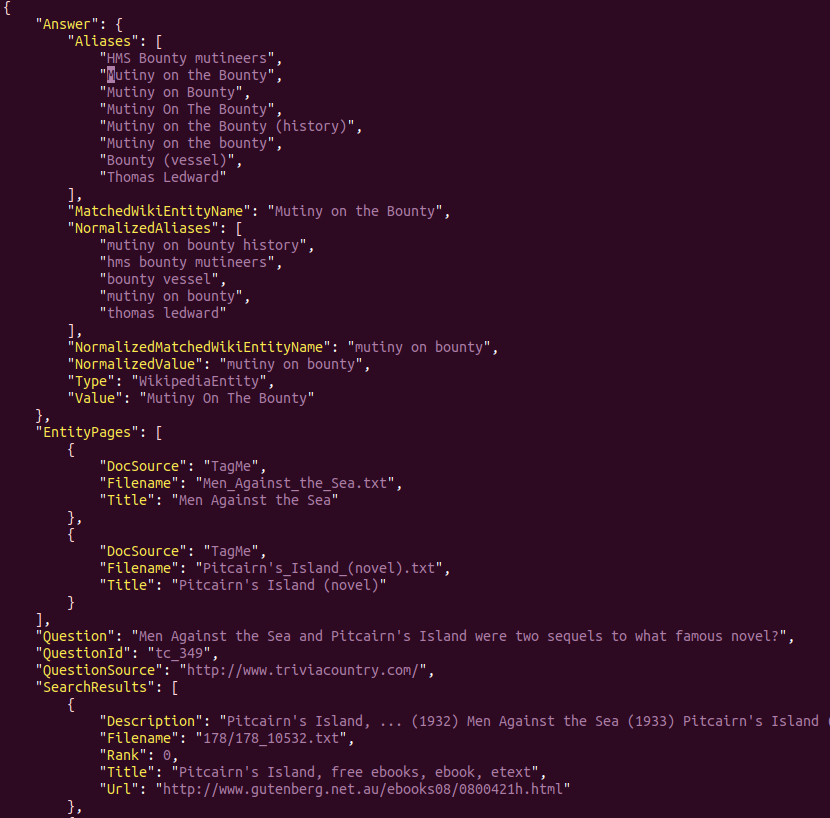 {
    "Answer": {
        "Aliases": [
            "HMS Bounty mutineers",
            "Mutiny on the Bounty",
            "Mutiny on Bounty",
            "Mutiny On The Bounty",
            "Mutiny on the Bounty (history)",
            "Mutiny on the bounty",
            "Bounty (vessel)",
            "Thomas Ledward"
        ],
        "MatchedWikiEntityName": "Mutiny on the Bounty",
        "NormalizedAliases": [
            "mutiny on bounty history",
            "hms bounty mutineers",
            "bounty vessel",
            "mutiny on bounty",
            "thomas ledward"
        ],
        "NormalizedMatchedWikiEntityName": "mutiny on bounty",
        "NormalizedValue": "mutiny on bounty",
        "Type": "WikipediaEntity",
        "Value": "Mutiny On The Bounty"
    },
    "EntityPages": [
        {
            "DocSource": "TagMe",
            "Filename": "Men_Against_the_Sea.txt",
            "Title": "Men Against the Sea"
        },
        {
            "DocSource": "TagMe",
            "Filename": "Pitcairn's_Island_(novel).txt",
            "Title": "Pitcairn's Island (novel)"
        }
    ],
    "Question": "Men Against the Sea and Pitcairn's Island were two sequels to what famous novel?",
    "QuestionId": "tc_349",
    "QuestionSource": "http://www.triviacountry.com/",
    "SearchResults": [
        {
            "Description": "Pitcairn's Island, ... (1932) Men Against the Sea (1933) Pitcairn's Island (
            "Filename": "178/178_10532.txt",
            "Rank": 0,
            "Title": "Pitcairn's Island, free ebooks, ebook, etext",
            "Url": "http://www.gutenberg.net.au/ebooks08/0800421h.html"
        },